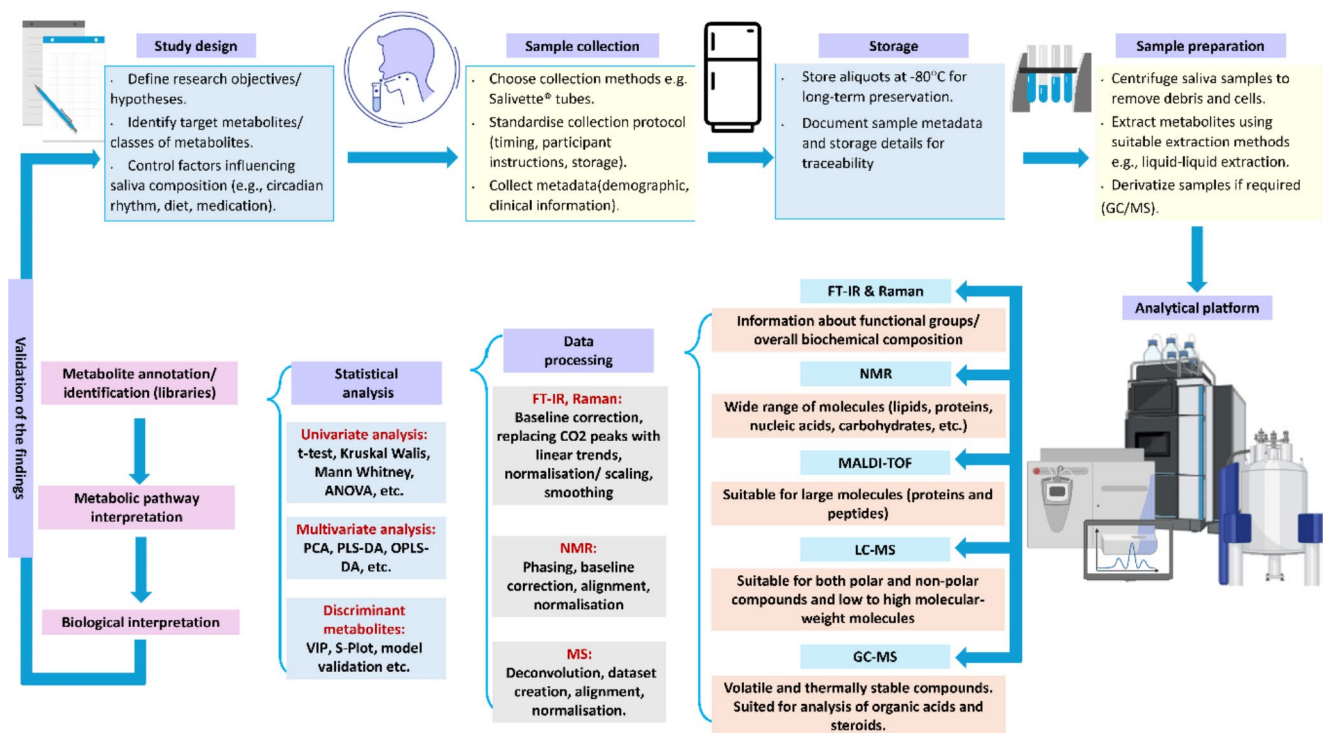 Study design
· Define research objectives/
hypotheses.
· Identify target metabolites/
classes of metabolites.
· Control factors influencing
saliva composition (e.g., circadian
rhythm, diet, medication).
Sample collection
· Choose collection methods e.g.
Salivette® tubes.
· Standardise collection protocol
(timing, participant
instructions, storage).
· Collect metadata(demographic,
clinical information).
Storage
· Store aliquots at -80°C for
long-term preservation.
· Document sample metadata
and storage details for
traceability
Sample preparation
· Centrifuge saliva samples to
remove debris and cells.
· Extract metabolites using
suitable extraction methods
e.g., liquid-liquid extraction.
· Derivatize samples if required
(GC/MS).
Analytical platform
FT-IR & Raman
Information about functional groups/
overall biochemical composition
NMR
Wide range of molecules (lipids, proteins,
nucleic acids, carbohydrates, etc.)
MALDI-TOF
Suitable for large molecules (proteins and
peptides)
LC-MS
Suitable for both polar and non-polar
compounds and low to high molecular-
weight molecules
GC-MS
Volatile and thermally stable compounds.
Suited for analysis of organic acids and
steroids.
Data
processing
FT-IR, Raman:
Baseline correction,
replacing CO2 peaks with
linear trends,
normalisation/ scaling,
smoothing
NMR:
Phasing, baseline
correction, alignment,
normalisation
MS:
Deconvolution, dataset
creation, alignment,
normalisation.
Statistical
analysis
Univariate analysis:
t-test, Kruskal Walis,
Mann Whitney,
ANOVA, etc.
Multivariate analysis:
PCA, PLS-DA, OPLS-
DA, etc.
Discriminant
metabolites:
VIP, S-Plot, model
validation etc.
Metabolite annotation/
identification (libraries)
Metabolic pathway
interpretation
Biological interpretation
Validation of the findings